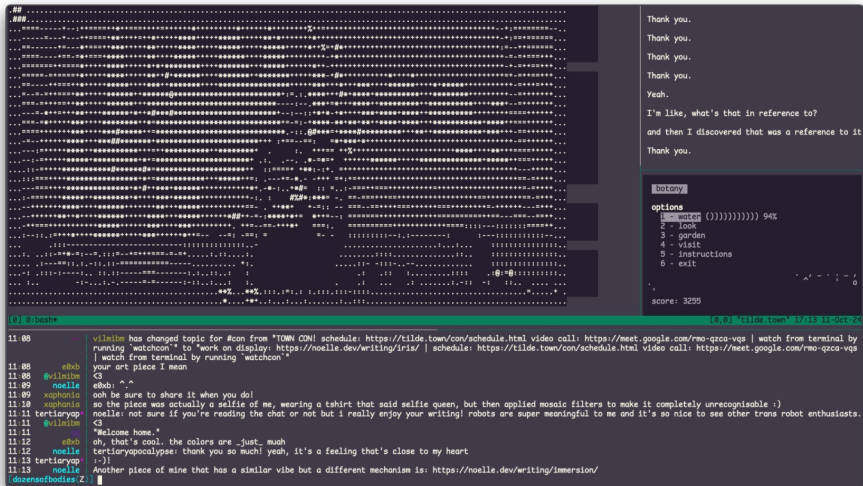 Thank you.
Thank you.
Thank you.
Thank you.
Yeah.
I'm like, what's that in reference to?
and then I discovered that was a reference to it
Thank you.
botany
options
1 - water ()))))))))))) 94%
2 - look
3 - garden
4 - visit
5 - instructions
6 - exit
score: 3255
[0] 0:bash*
[0,0] "tilde.town" 17:13 11-Oct-24
11:08 vilmibm has changed topic for #con from "TOWN CON! schedule: https://tilde.town/con/schedule.html video call: https://meet.google.com/rmo-qzca-vqs | watch from terminal by
running `watchcon`" to "work on display: https://noelle.dev/writing/iris/ | schedule: https://tilde.town/con/schedule.html video call: https://meet.google.com/rmo-qzca-vqs
| watch from terminal by running `watchcon`"
11:08 e0xb your art piece I mean
11:08 @vilmibm <3
11:09 noelle e0xb: ^.^
11:09 xaphania ooh be sure to share it when you do!
11:10 xaphania so the piece was actually a selfie of me, wearing a tshirt that said selfie queen, but then applied mosaic filters to make it completely unrecognisable :)
11:11 tertiaryap* noelle: not sure if you're reading the chat or not but i really enjoy your writing! robots are super meaningful to me and it's so nice to see other trans robot enthusiasts.
11:11 @vilmibm <3
11:11 "Welcome home."
11:12 e0xb oh, that's cool. the colors are _just_ muah
11:12 noelle tertiaryapocalypse: thank you so much! yeah, it's a feeling that's close to my heart
11:13 tertiaryap* :-)!
11:13 noelle Another piece of mine that has a similar vibe but a different mechanism is: https://noelle.dev/writing/immersion/
[dozensofbodies(Z)]